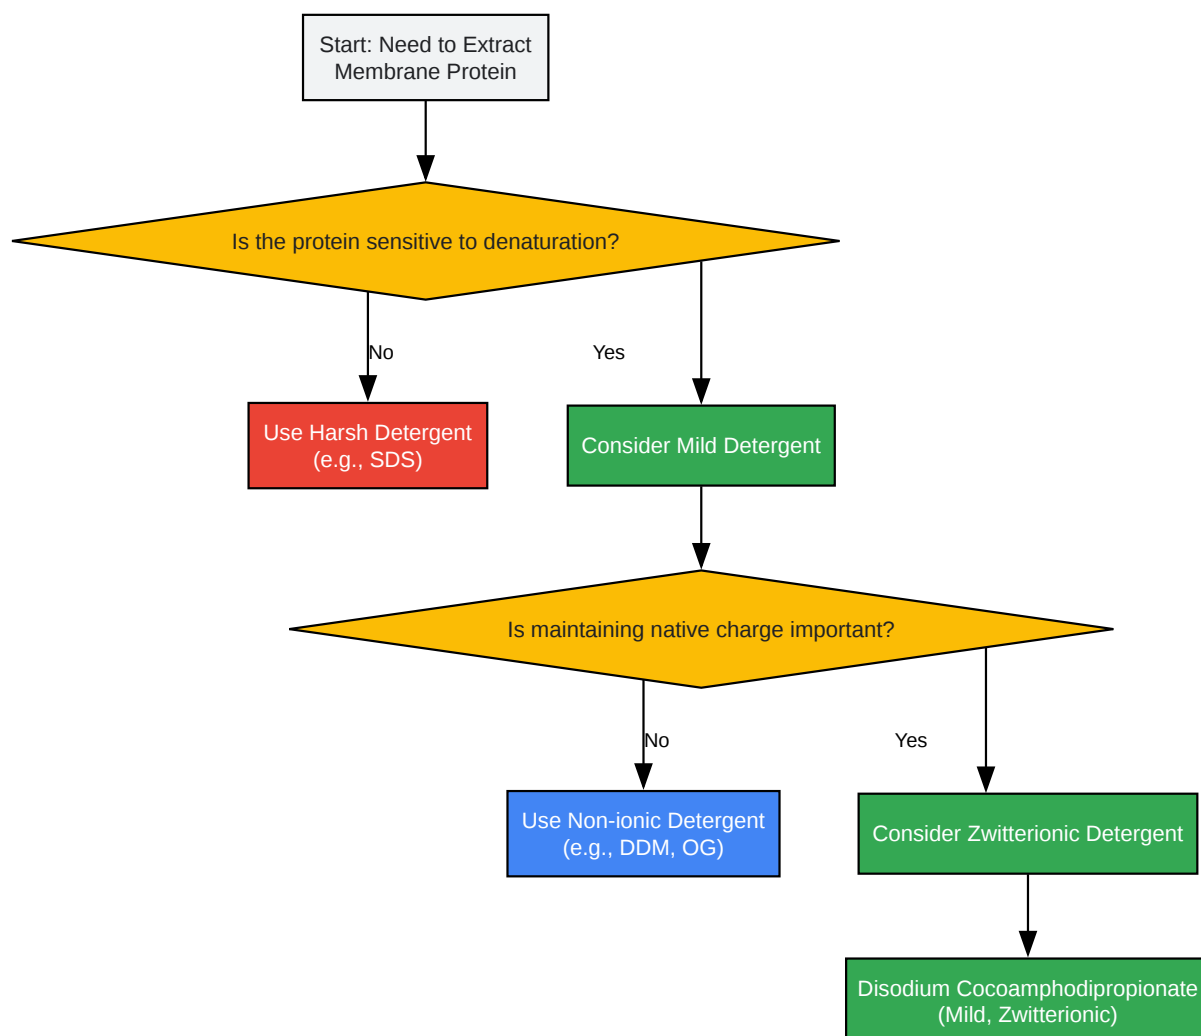 Start: Need to Extract
Membrane Protein
Is the protein sensitive to denaturation?
No
Yes
Use Harsh Detergent
(e.g., SDS)
Consider Mild Detergent
Is maintaining native charge important?
No
Yes
Use Non-ionic Detergent
(e.g., DDM, OG)
Consider Zwitterionic Detergent
Disodium Cocoamphodipropionate
(Mild, Zwitterionic)